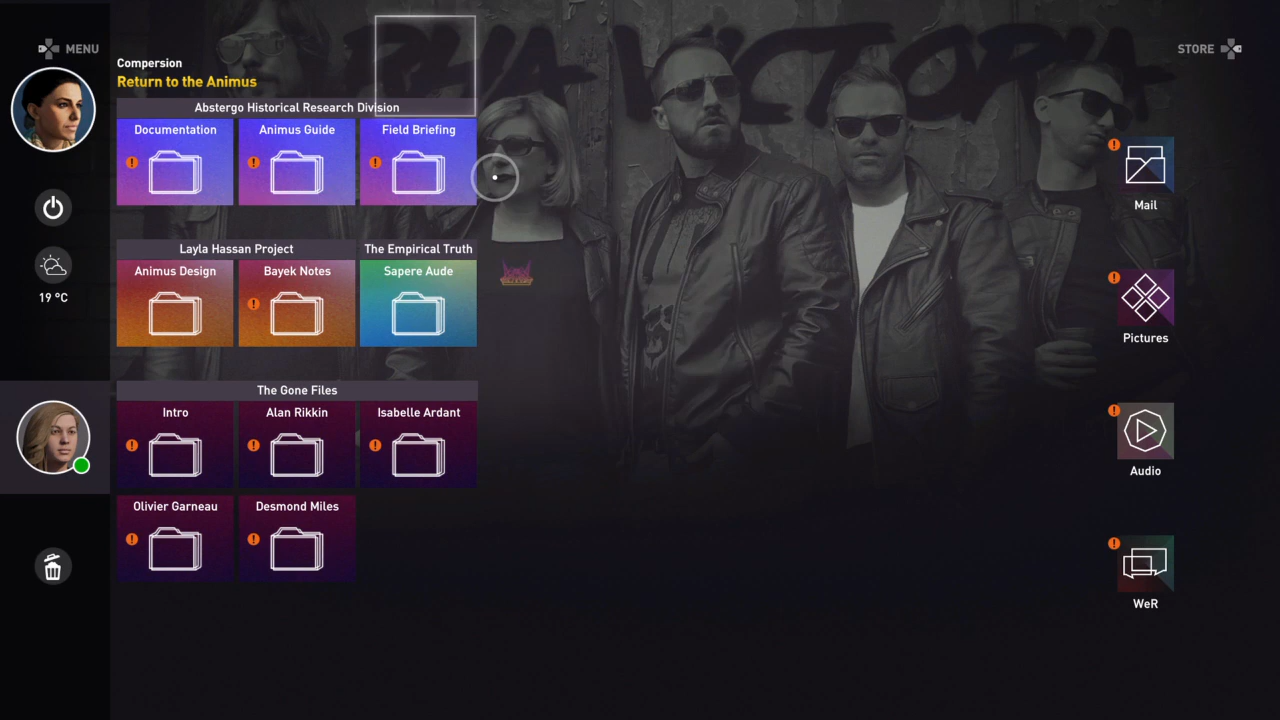 MENU
STORE
Compersion
Return to the Animus
Abstergo Historical Research Division
Documentation
Animus Guide
Field Briefing
Layla Hassan Project
The Empirical Truth
Animus Design
Bayek Notes
Sapere Aude
The Gone Files
Intro
Alan Rikkin
Isabelle Ardant
Olivier Garneau
Desmond Miles
19 °C
Mail
Pictures
Audio
WeR